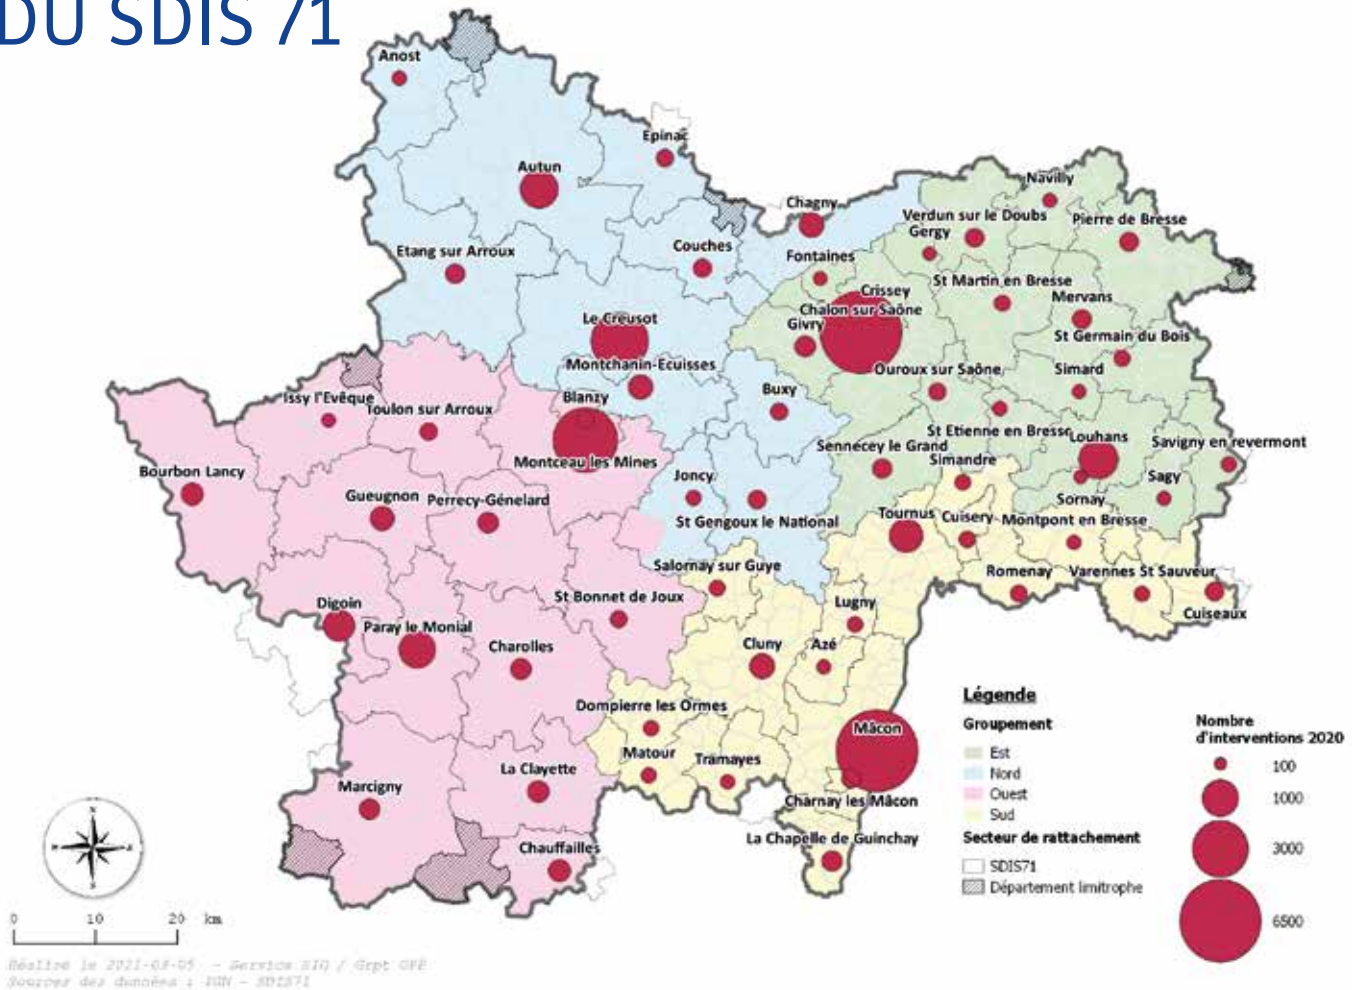 DU SDIS 71
Anost
Epinac
Autun
Navilly
Chagny
Verdun sur le Doubs
Pierre de Bresse
Gergy
Couches
Etang sur Arroux
Fontaines
St Martin en Bresse
Crissey
Mervans
Chalon sur Saône
Le Creusot
Givry
St Germain du Bois
Montchanin-Ecuisses
Ouroux sur Saône
Simard
Buxy
Issy l'Evêque
Blanzy
Toulon sur Arroux
St Etienne en Bresse
Louhans
Savigny en revermont
Sennecey le Grand
Simandre
Montceau les Mines
Bourbon Lancy
Joncy
Sagy
Gueugnon
Perrecy-Génelard
Sornay
St Gengoux le National
Tournus
Cuisery
Montpont en Bresse
Salornay sur Guye
Romenay
Varennes St Sauveur
St Bonnet de Joux
Digoin
Lugny
Cuiseaux
Paray le Monial
Charolles
Cluny
Azé
Dompierre les Ormes
Mâcon
Matour
Tramayes
La Clayette
Marcigny
Charnay les Mâcon
La Chapelle de Guinchay
Chauffailles
Légende
Groupement
Est
Nord
Ouest
Sud
Secteur de rattachement
SDIS71
Département limitrophe
Nombre
d'interventions 2020
100
1000
3000
6500
N
S
0 10 20 km
Sources des données : IGN - SDIS71